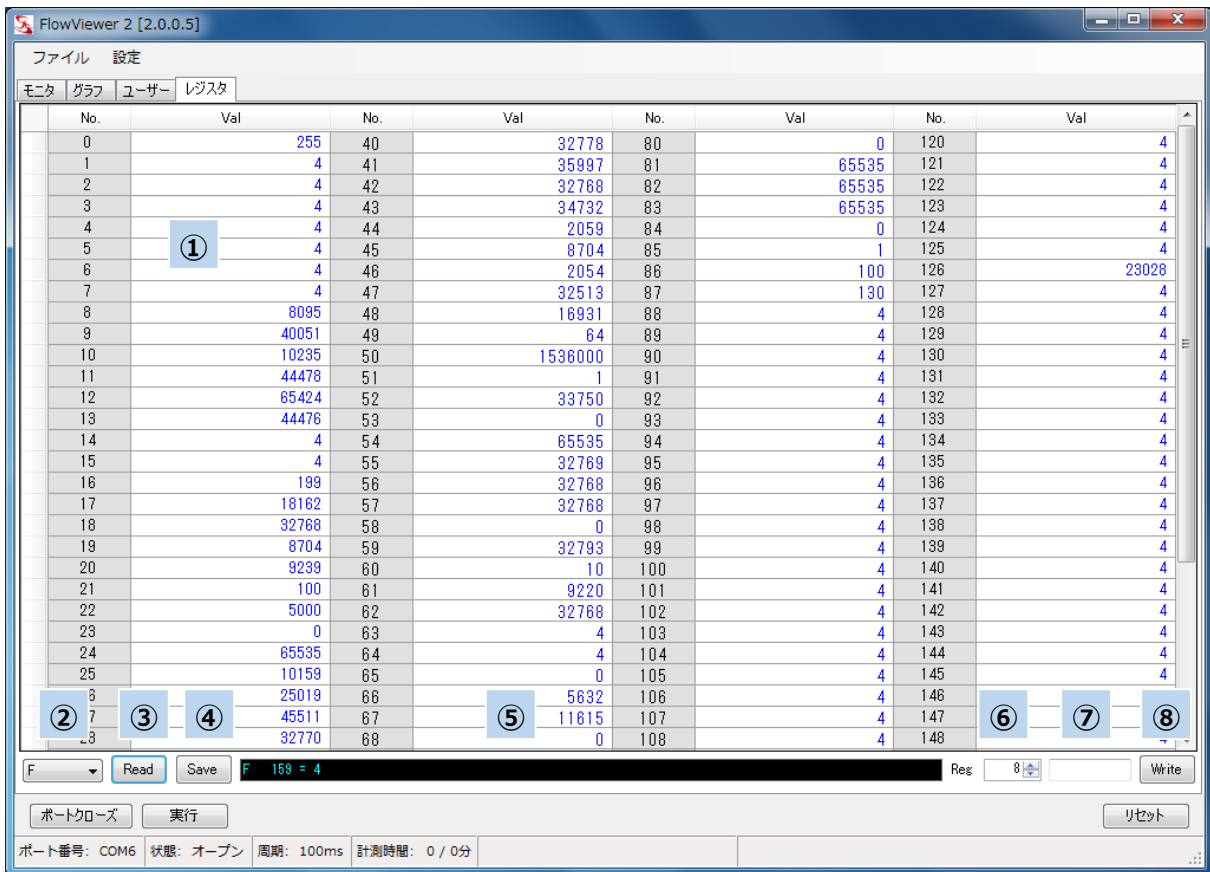 FlowViewer 2 [2.0.0.5]
ファイル 設定
モニタ グラフ ユーザー レジスタ
No. Val No. Val No. Val No. Val
0 255 40 32778 80 0 120 4
1 4 41 35997 81 65535 121 4
2 4 42 32768 82 65535 122 4
3 4 43 34732 83 65535 123 4
4 4 44 2059 84 0 124 4
① 
5 4 45 8704 85 1 125 4
6 4 46 2054 86 100 126 23028
7 4 47 32513 87 130 127 4
8 8095 48 16931 88 4 128 4
9 40051 49 64 89 4 129 4
10 10235 50 1536000 90 4 130 4
11 44478 51 1 91 4 131 4
12 65424 52 33750 92 4 132 4
13 44476 53 0 93 4 133 4
14 4 54 65535 94 4 134 4
15 4 55 32769 95 4 135 4
16 199 56 32768 96 4 136 4
17 18162 57 32768 97 4 137 4
18 32768 58 0 98 4 138 4
19 8704 59 32793 99 4 139 4
20 9239 60 10 100 4 140 4
21 100 61 9220 101 4 141 4
22 5000 62 32768 102 4 142 4
23 0 63 4 103 4 143 4
24 65535 64 4 104 4 144 4
25 10159 65 0 105 4 145 4
6 25019 66 5632 106 4 146
② ③ ④ ⑤ ⑥ ⑦ ⑧
7 45511 67 11615 107 4 147
28 32770 68 0 108 4 148 4
F Read Save F 159 = 4 Reg 8 Write
ポートクローズ 実行 リセット
ポート番号: COM6 状態: オープン 周期: 100ms 計測時間: 0 / 0分